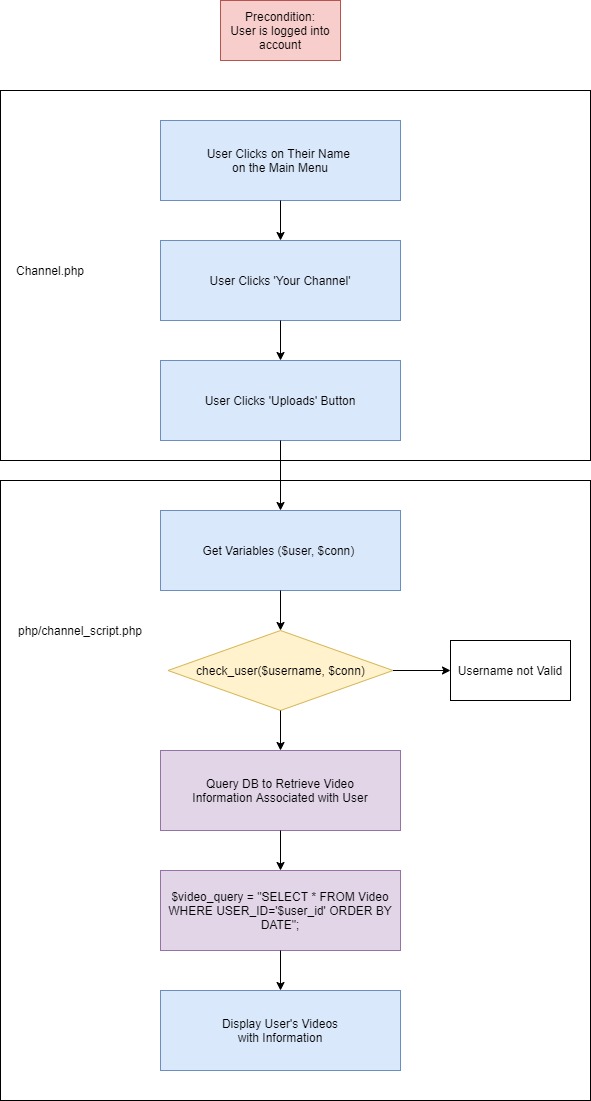 Precondition:
User is logged into
account
User Clicks on Their Name
on the Main Menu
Channel.php
User Clicks 'Your Channel'
User Clicks 'Uploads' Button
Get Variables ($user, $conn)
php/channel_script.php
check_user($username, $conn)
Username not Valid
Query DB to Retrieve Video
Information Associated with User
$video_query = "SELECT * FROM Video
WHERE USER_ID='$user_id' ORDER BY
DATE";
Display User's Videos
with Information